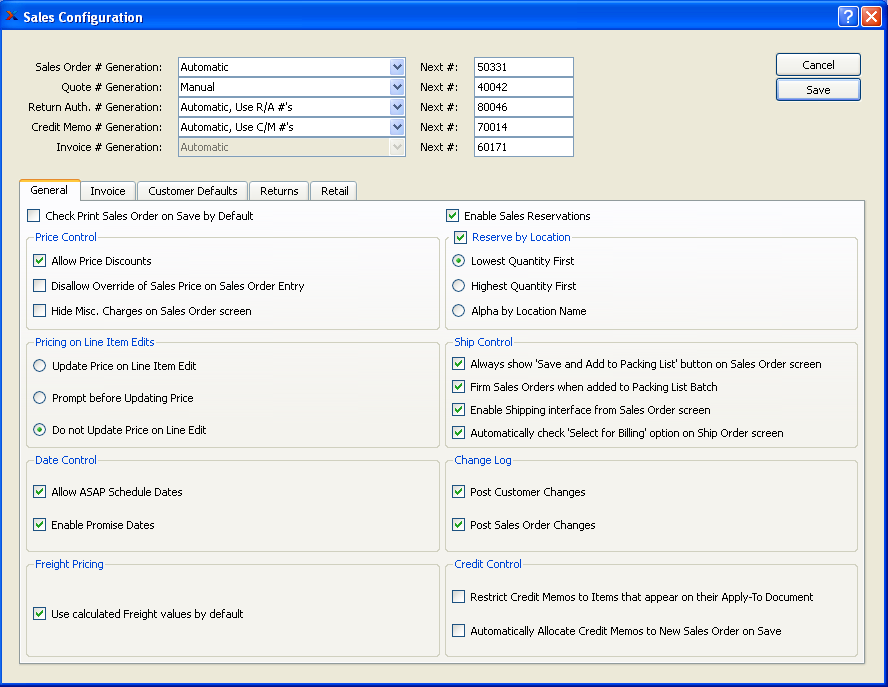 Sales Configuration
Sales Order # Generation: Automatic Next #: 50331 Cancel
Quote # Generation: Manual Next #: 40042 Save
Return Auth. # Generation: Automatic, Use R/A #'s Next #: 80046
Credit Memo # Generation: Automatic, Use C/M #'s Next #: 70014
Invoice # Generation: Automatic Next #: 60171
General Invoice Customer Defaults Returns Retail
Check Print Sales Order on Save by Default
Price Control
Allow Price Discounts
Disallow Override of Sales Price on Sales Order Entry
Hide Misc. Charges on Sales Order screen
Pricing on Line Item Edits
Update Price on Line Item Edit
Prompt before Updating Price
Do not Update Price on Line Edit
Date Control
Allow ASAP Schedule Dates
Enable Promise Dates
Freight Pricing
Use calculated Freight values by default
Enable Sales Reservations
Reserve by Location
Lowest Quantity First
Highest Quantity First
Alpha by Location Name
Ship Control
Always show 'Save and Add to Packing List' button on Sales Order screen
Firm Sales Orders when added to Packing List Batch
Enable Shipping interface from Sales Order screen
Automatically check 'Select for Billing' option on Ship Order screen
Change Log
Post Customer Changes
Post Sales Order Changes
Credit Control
Restrict Credit Memos to Items that appear on their Apply-To Document
Automatically Allocate Credit Memos to New Sales Order on Save